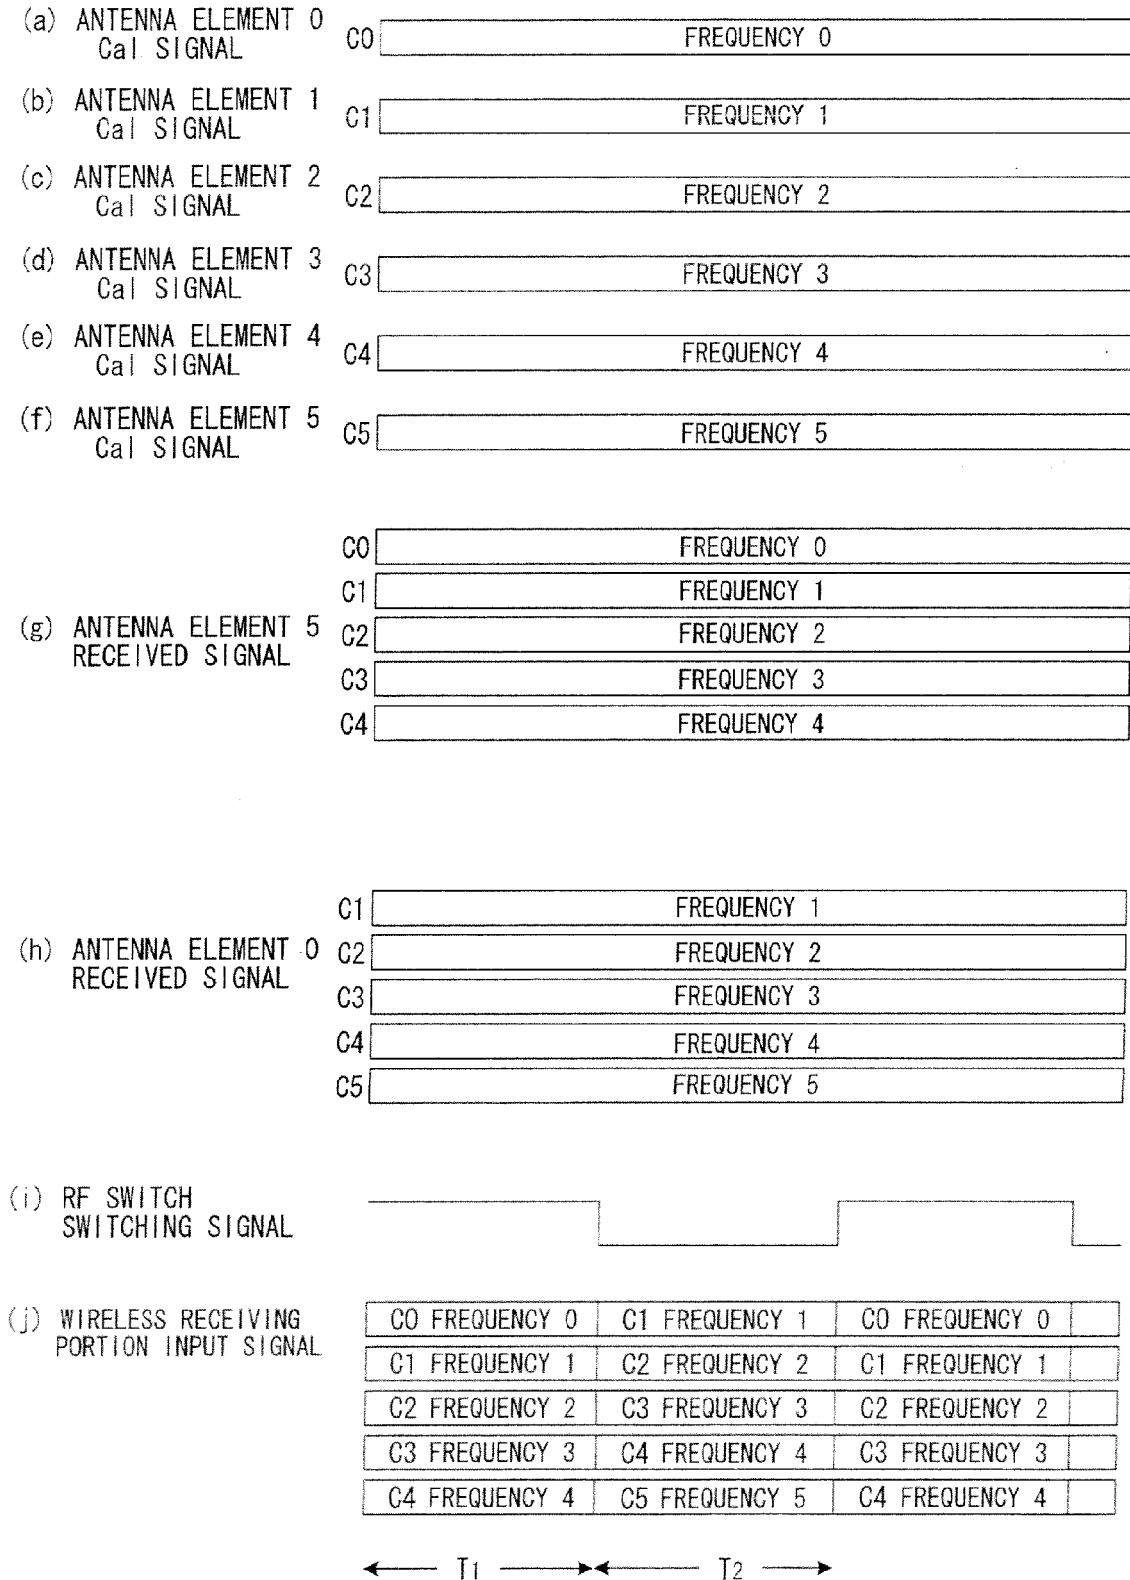 (a) ANTENNA ELEMENT 0
Cal SIGNAL
C0 FREQUENCY 0
(b) ANTENNA ELEMENT 1
Cal SIGNAL
C1 FREQUENCY 1
(c) ANTENNA ELEMENT 2
Cal SIGNAL
C2 FREQUENCY 2
(d) ANTENNA ELEMENT 3
Cal SIGNAL
C3 FREQUENCY 3
(e) ANTENNA ELEMENT 4
Cal SIGNAL
C4 FREQUENCY 4
(f) ANTENNA ELEMENT 5
Cal SIGNAL
C5 FREQUENCY 5
(g) ANTENNA ELEMENT 5
RECEIVED SIGNAL
C0 FREQUENCY 0
C1 FREQUENCY 1
C2 FREQUENCY 2
C3 FREQUENCY 3
C4 FREQUENCY 4
(h) ANTENNA ELEMENT 0
RECEIVED SIGNAL
C1 FREQUENCY 1
C2 FREQUENCY 2
C3 FREQUENCY 3
C4 FREQUENCY 4
C5 FREQUENCY 5
(i) RF SWITCH
SWITCHING SIGNAL
(j) WIRELESS RECEIVING
PORTION INPUT SIGNAL
C0 FREQUENCY 0 C1 FREQUENCY 1 C0 FREQUENCY 0
C1 FREQUENCY 1 C2 FREQUENCY 2 C1 FREQUENCY 1
C2 FREQUENCY 2 C3 FREQUENCY 3 C2 FREQUENCY 2
C3 FREQUENCY 3 C4 FREQUENCY 4 C3 FREQUENCY 3
C4 FREQUENCY 4 C5 FREQUENCY 5 C4 FREQUENCY 4
T1 T2